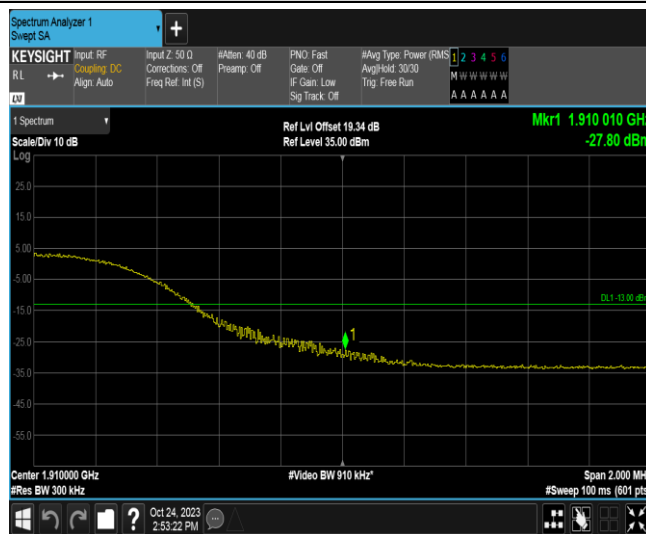 Spectrum Analyzer 1
Swept SA
KEYSIGHT
RL
LXI
Input: RF
Coupling: DC
Align: Auto
Input Z: 50 Ω
Corrections: Off
Freq Ref: Int (S)
#Atten: 40 dB
Preamp: Off
PNO: Fast
Gate: Off
IF Gain: Low
Sig Track: Off
#Avg Type: Power (RMS
Avg|Hold: 30/30
Trig: Free Run
1 2 3 4 5 6
M W W W W W
A A A A A A
1 Spectrum
Scale/Div 10 dB
Log
Ref Lvl Offset 19.34 dB
Ref Level 35.00 dBm
Mkr1 1.910 010 GHz
-27.80 dBm
25.0
15.0
5.00
-5.00
-15.0
-25.0
-35.0
-45.0
-55.0
DL1 -13.00 dBm
1
Center 1.910000 GHz
#Res BW 300 kHz
#Video BW 910 kHz*
Span 2.000 MH
#Sweep 100 ms (601 pts
?
Oct 24, 2023
2:53:22 PM